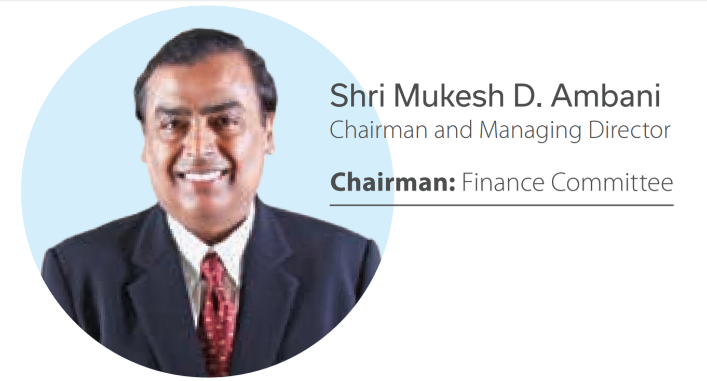 Shri Mukesh D. Ambani
Chairman and Managing Director
Chairman: Finance Committee